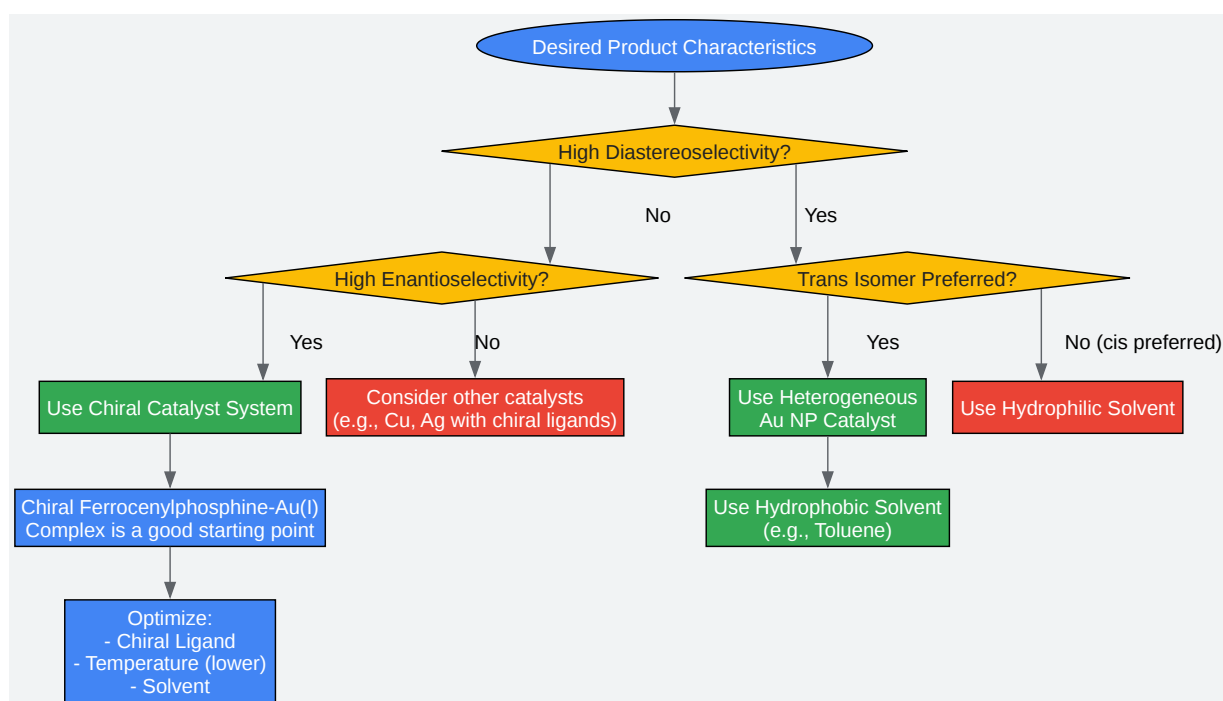 Desired Product Characteristics
High Diastereoselectivity?
No
Yes
High Enantioselectivity?
Trans Isomer Preferred?
Yes
No
Yes
No (cis preferred)
Use Chiral Catalyst System
Consider other catalysts
(e.g., Cu, Ag with chiral ligands)
Use Heterogeneous
Au NP Catalyst
Use Hydrophilic Solvent
Chiral Ferrocenylphosphine-Au(I)
Complex is a good starting point
Use Hydrophobic Solvent
(e.g., Toluene)
Optimize:
- Chiral Ligand
- Temperature (lower)
- Solvent